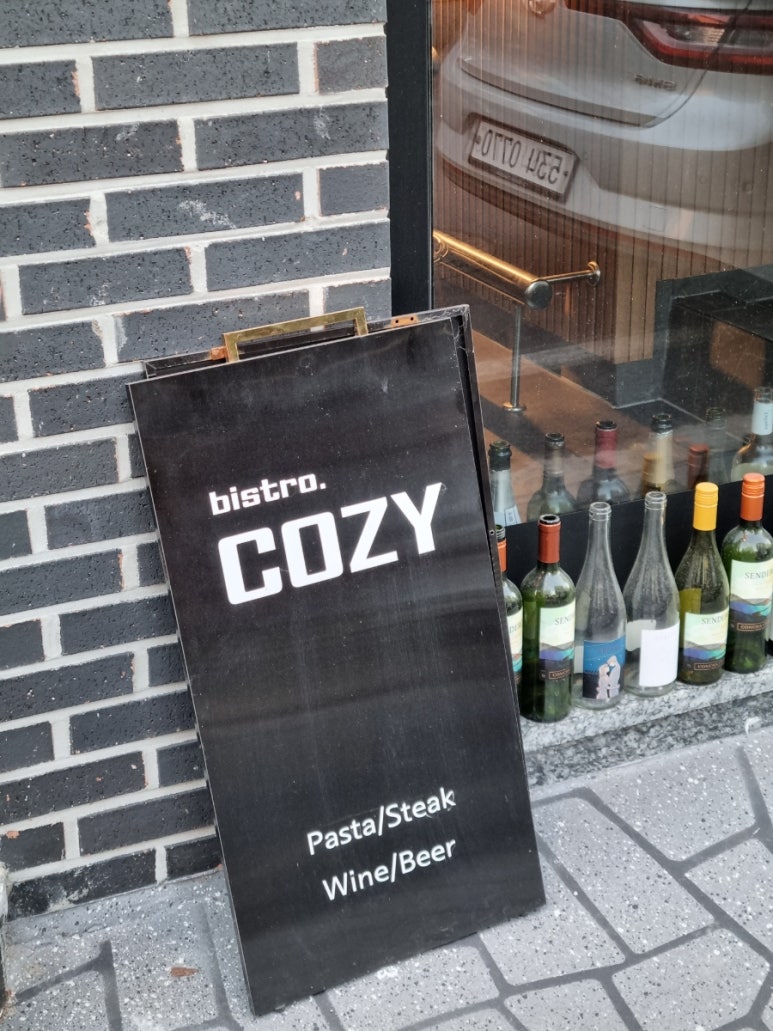 bistro.
COZY
Pasta/Steak
Wine/Beer